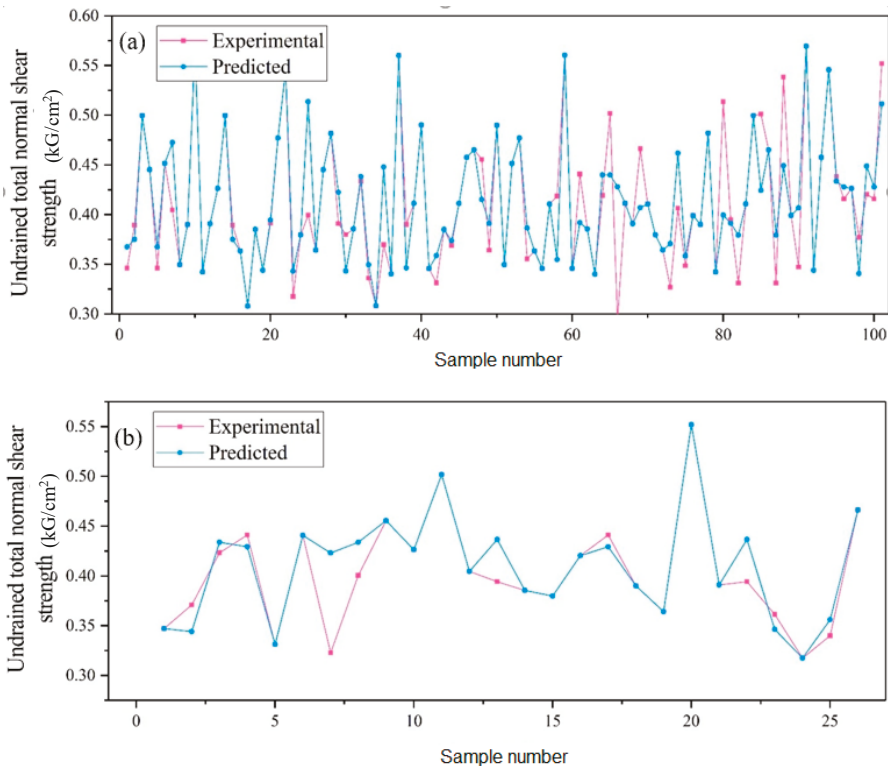 0.60
(a)
Experimental
Predicted
0.55
0.50
0.45
0.40
0.35
0.30
Undrained total normal shear
strength (kG/cm²)
0
20
40
60
80
100
Sample number
(b)
Experimental
Predicted
0.55
0.50
0.45
0.40
0.35
0.30
Undrained total normal shear
strength (kG/cm²)
0
5
10
15
20
25
Sample number